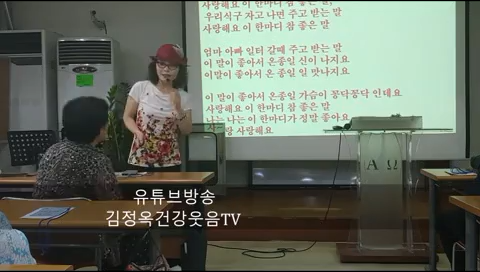 사랑해요 이 한마디 참 좋은 말,
우리식구 자고 나면 주고 받는 말
사랑해요 이 한마디 참 좋은 말
엄마 아빠 일터 갈때 주고 받는 말
이말이 좋아서 온종일 신이 나지요
이말이 좋아서 온종일 일 맛나지요
이 말이 좋아서 온종일 가슴이 콩닥콩닥 인데요
사랑해요 이 한마디 참 좋은 말
나는 나는 이 한마디가 정말 좋아요
사랑 사랑해요
Α Ω
유튜브방송
김정옥건강웃음TV